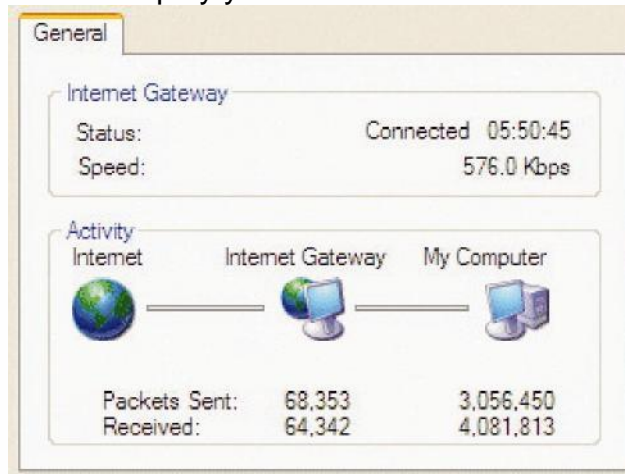 General
Internet Gateway
Status: Connected 05:50:45
Speed: 576.0 Kbps
Activity
Internet Internet Gateway My Computer
Packets Sent: 68,353 3,056,450
Received: 64,342 4,081,813